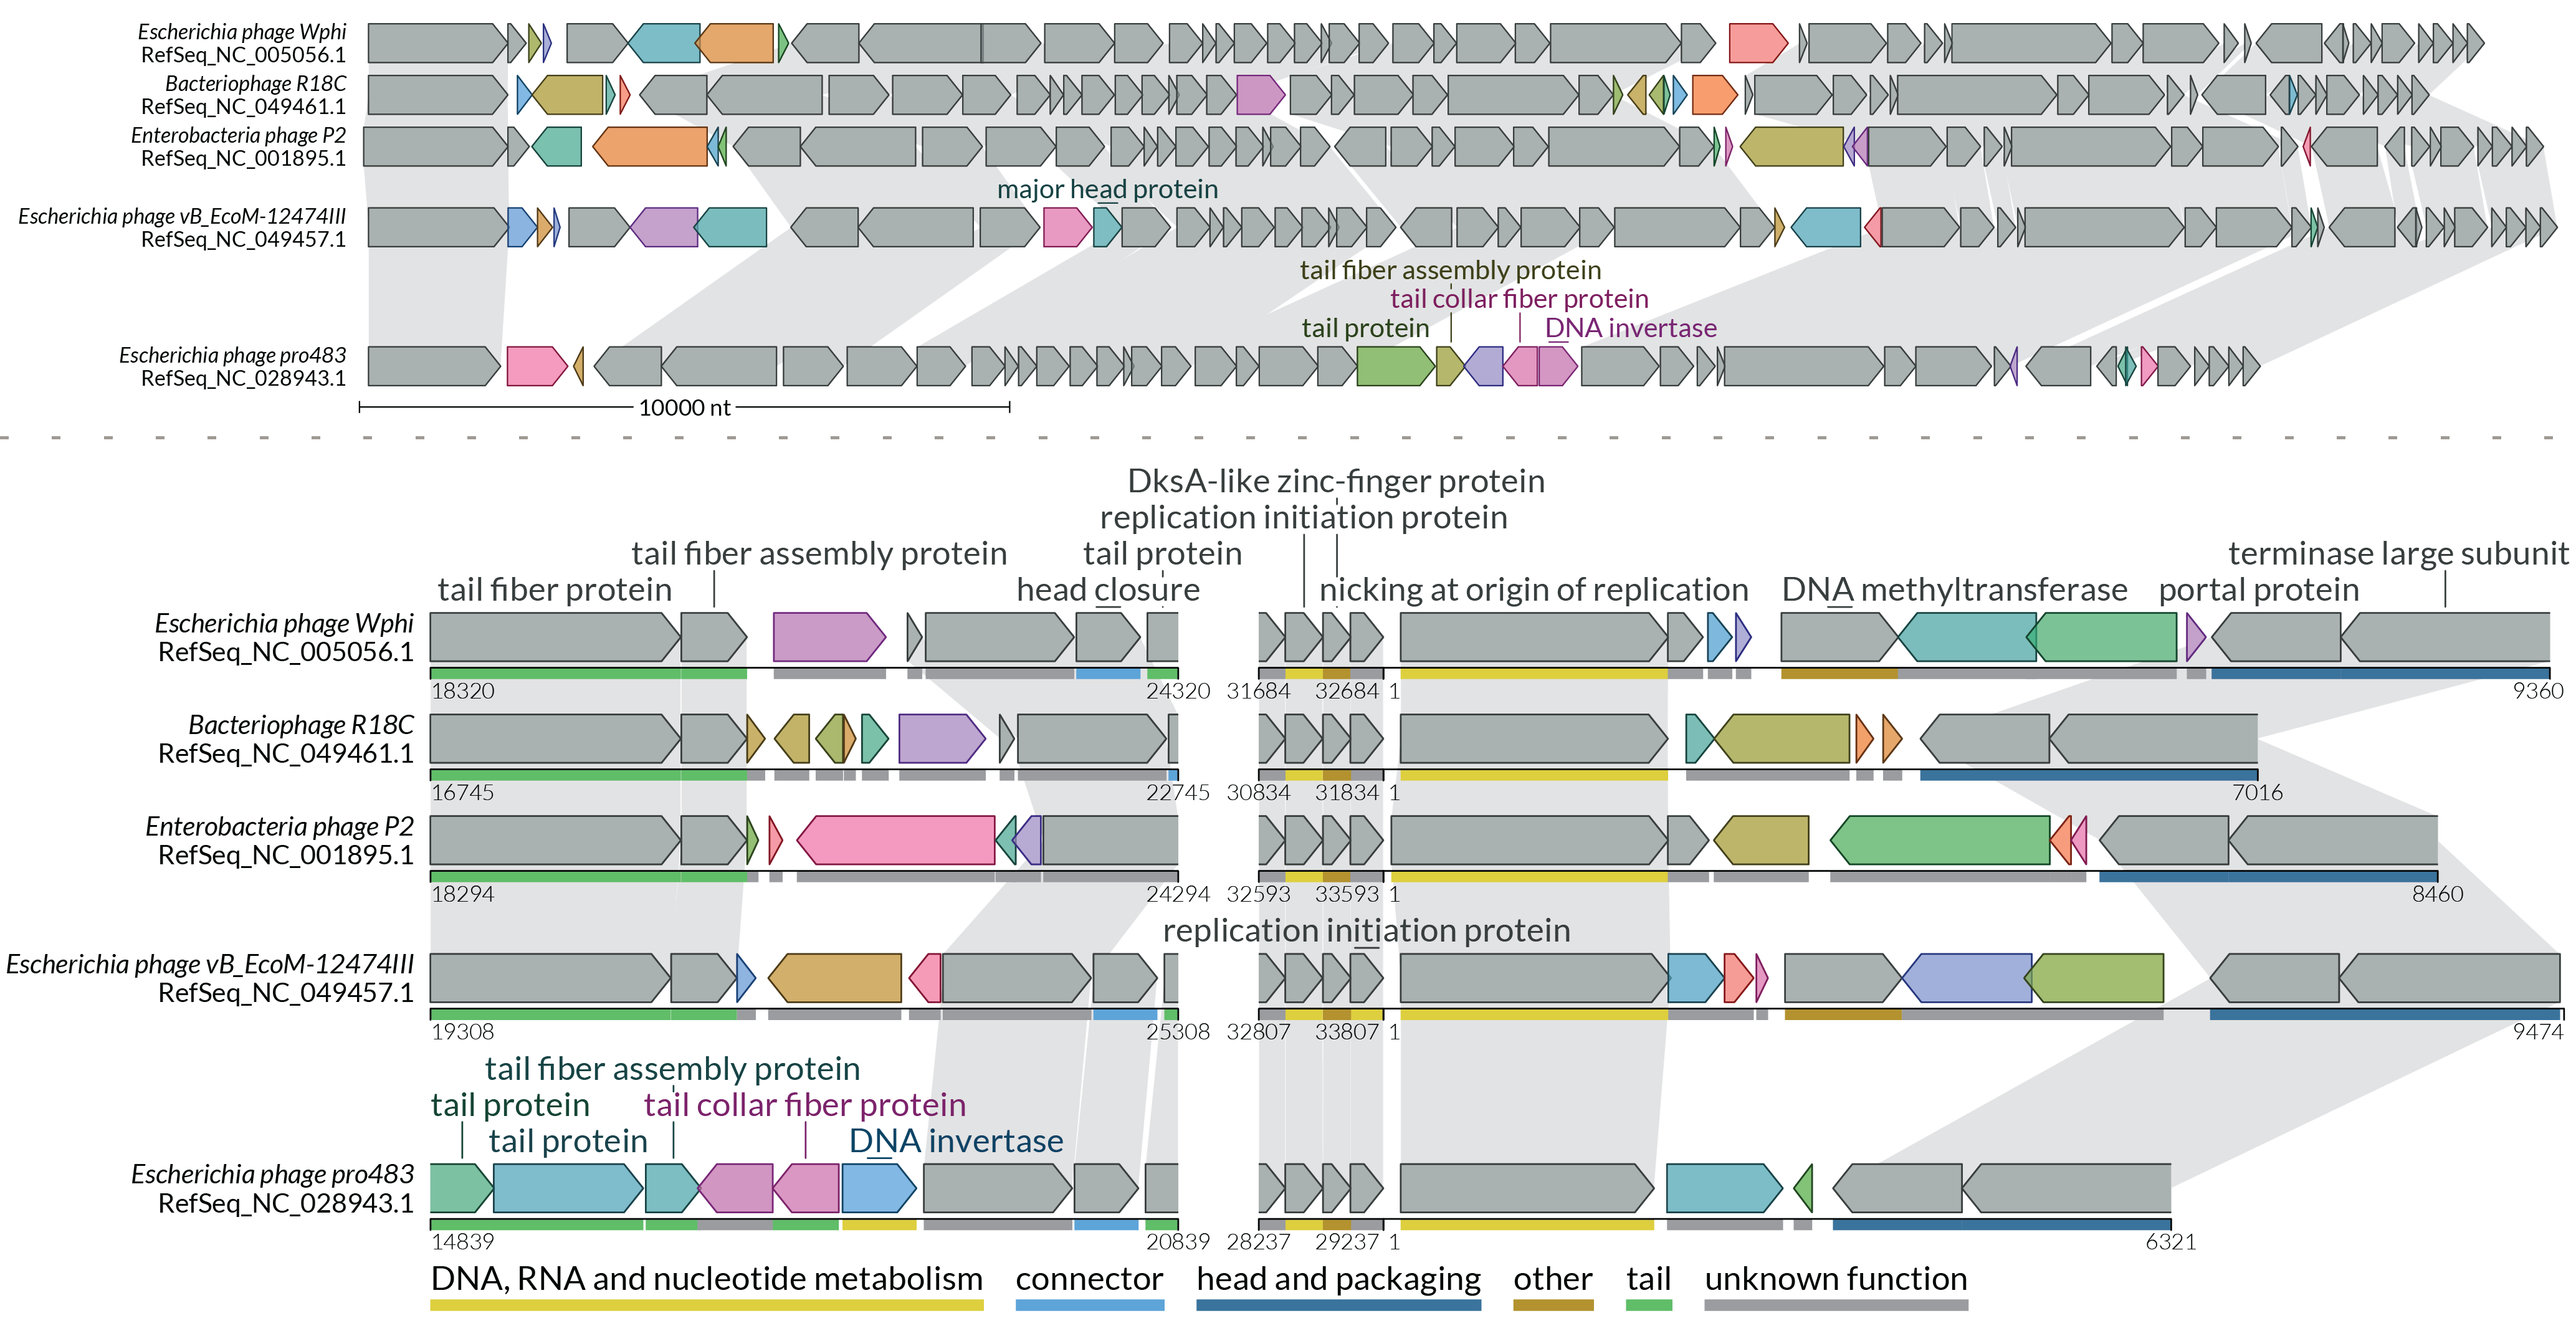 Escherichia phage Wphi
RefSeq_NC_005056.1
Bacteriophage R18C
RefSeq_NC_049461.1
Enterobacteria phage P2
RefSeq_NC_001895.1
major head protein
Escherichia phage vB_EcoM-12474III
RefSeq_NC_049457.1
tail fiber assembly protein
tail collar fiber protein
tail protein DNA invertase
Escherichia phage pro483
RefSeq_NC_028943.1
10000 nt
DksA-like zinc-finger protein
replication initiation protein
tail fiber assembly protein tail protein terminase large subunit
tail fiber protein head closure nicking at origin of replication DNA methyltransferase portal protein
Escherichia phage Wphi
RefSeq_NC_005056.1
18320 24320 31684 32684 1 9360
Bacteriophage R18C
RefSeq_NC_049461.1
16745 22745 30834 31834 1 7016
Enterobacteria phage P2
RefSeq_NC_001895.1
18294 24294 32593 33593 1 8460
replication initiation protein
Escherichia phage vB_EcoM-12474III
RefSeq_NC_049457.1
19308 25308 32807 33807 1 9474
tail fiber assembly protein
tail protein tail collar fiber protein
tail protein DNA invertase
Escherichia phage pro483
RefSeq_NC_028943.1
14839 20839 28237 29237 1 6321
DNA, RNA and nucleotide metabolism connector head and packaging other tail unknown function